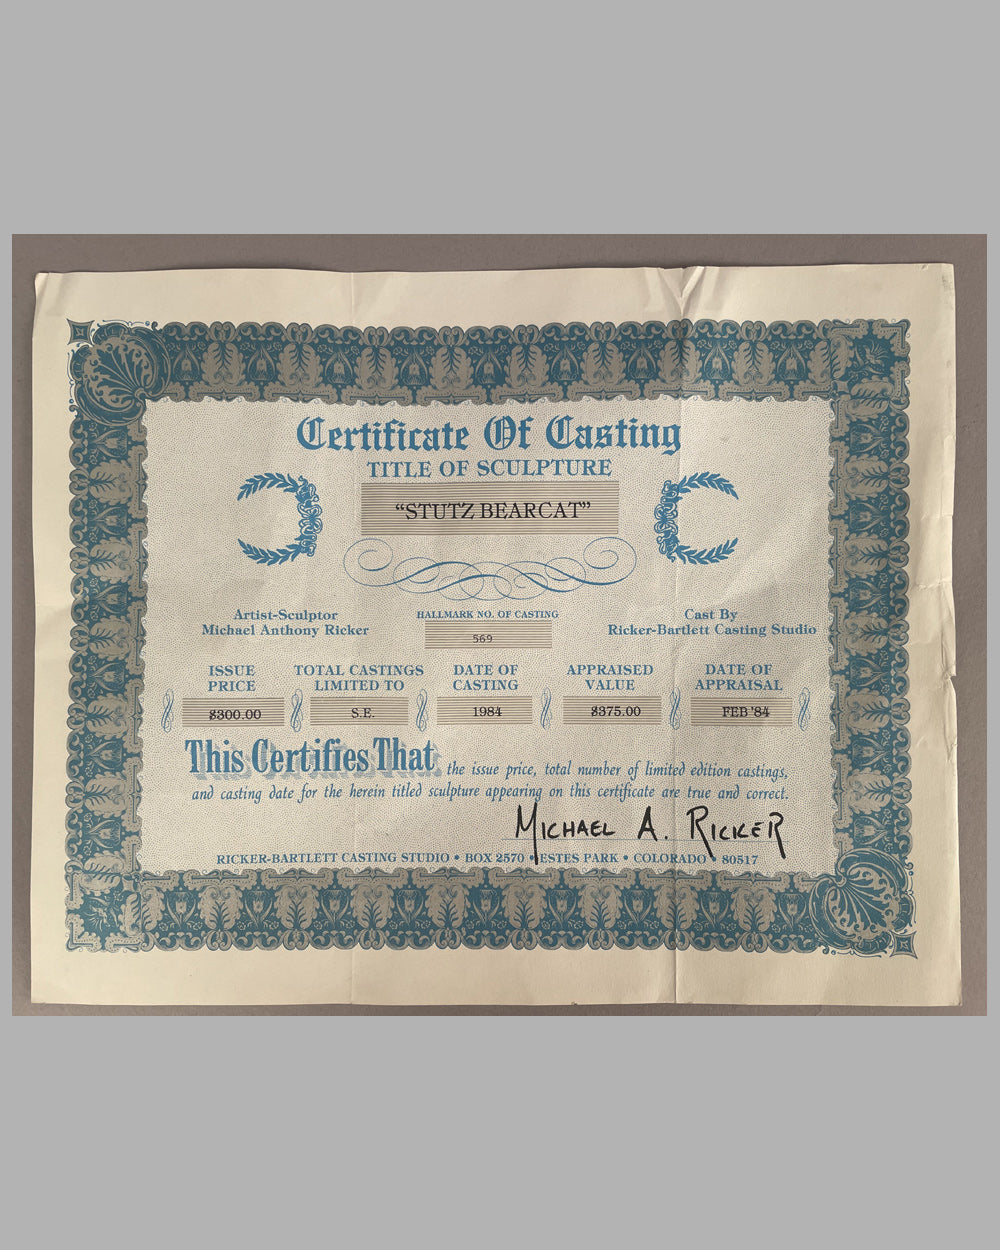 Certificate Of Casting
TITLE OF SCULPTURE
“STUTZ BEARCAT”
Artist-Sculptor
Michael Anthony Ricker
HALLMARK NO. OF CASTING
569
Cast By
Ricker-Bartlett Casting Studio
ISSUE PRICE
$300.00
TOTAL CASTINGS LIMITED TO
S.E.
DATE OF CASTING
1984
APPRAISED VALUE
$375.00
DATE OF APPRAISAL
FEB '84
This Certifies That the issue price, total number of limited edition castings,
and casting date for the herein titled sculpture appearing on this certificate are true and correct.
MICHAEL A. RICKER
RICKER-BARTLETT CASTING STUDIO • BOX 2570 • ESTES PARK • COLORADO • 80517